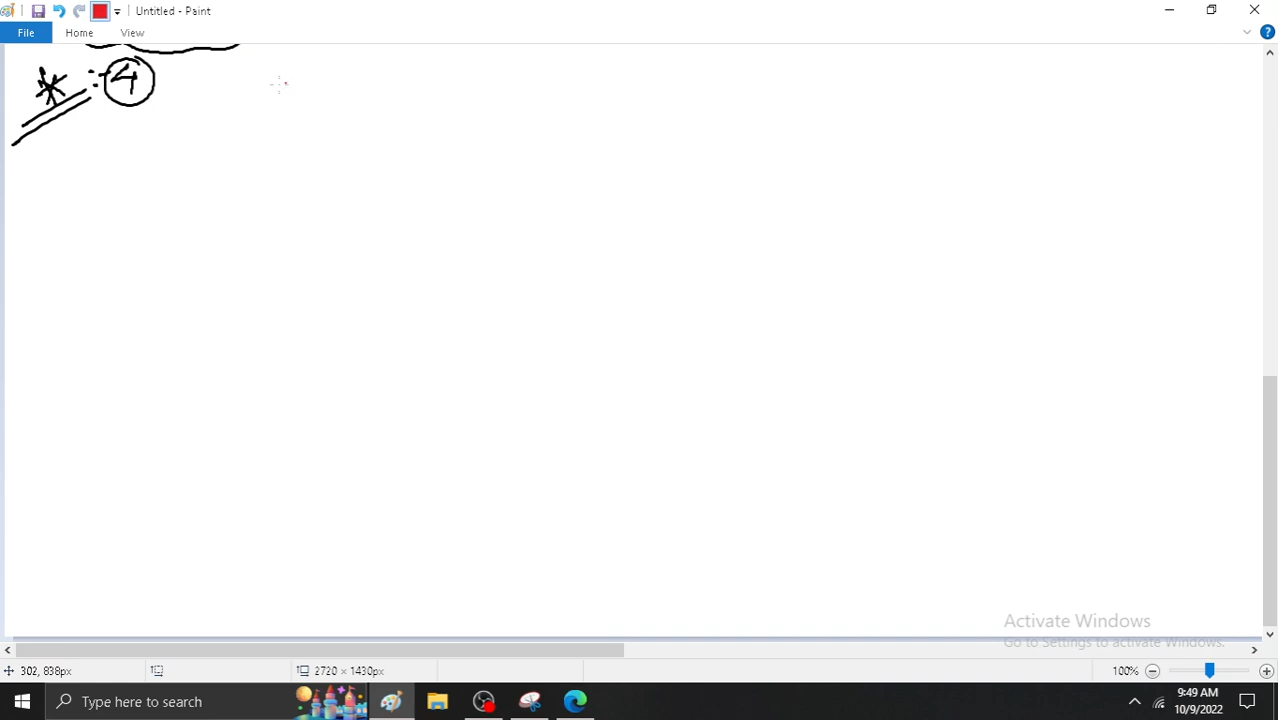 Untitled - Paint
File Home View
* :- 4
Activate Windows
Go to Settings to activate Windows.
302, 838px
2720 × 1430px
100%
Type here to search
9:49 AM
10/9/2022